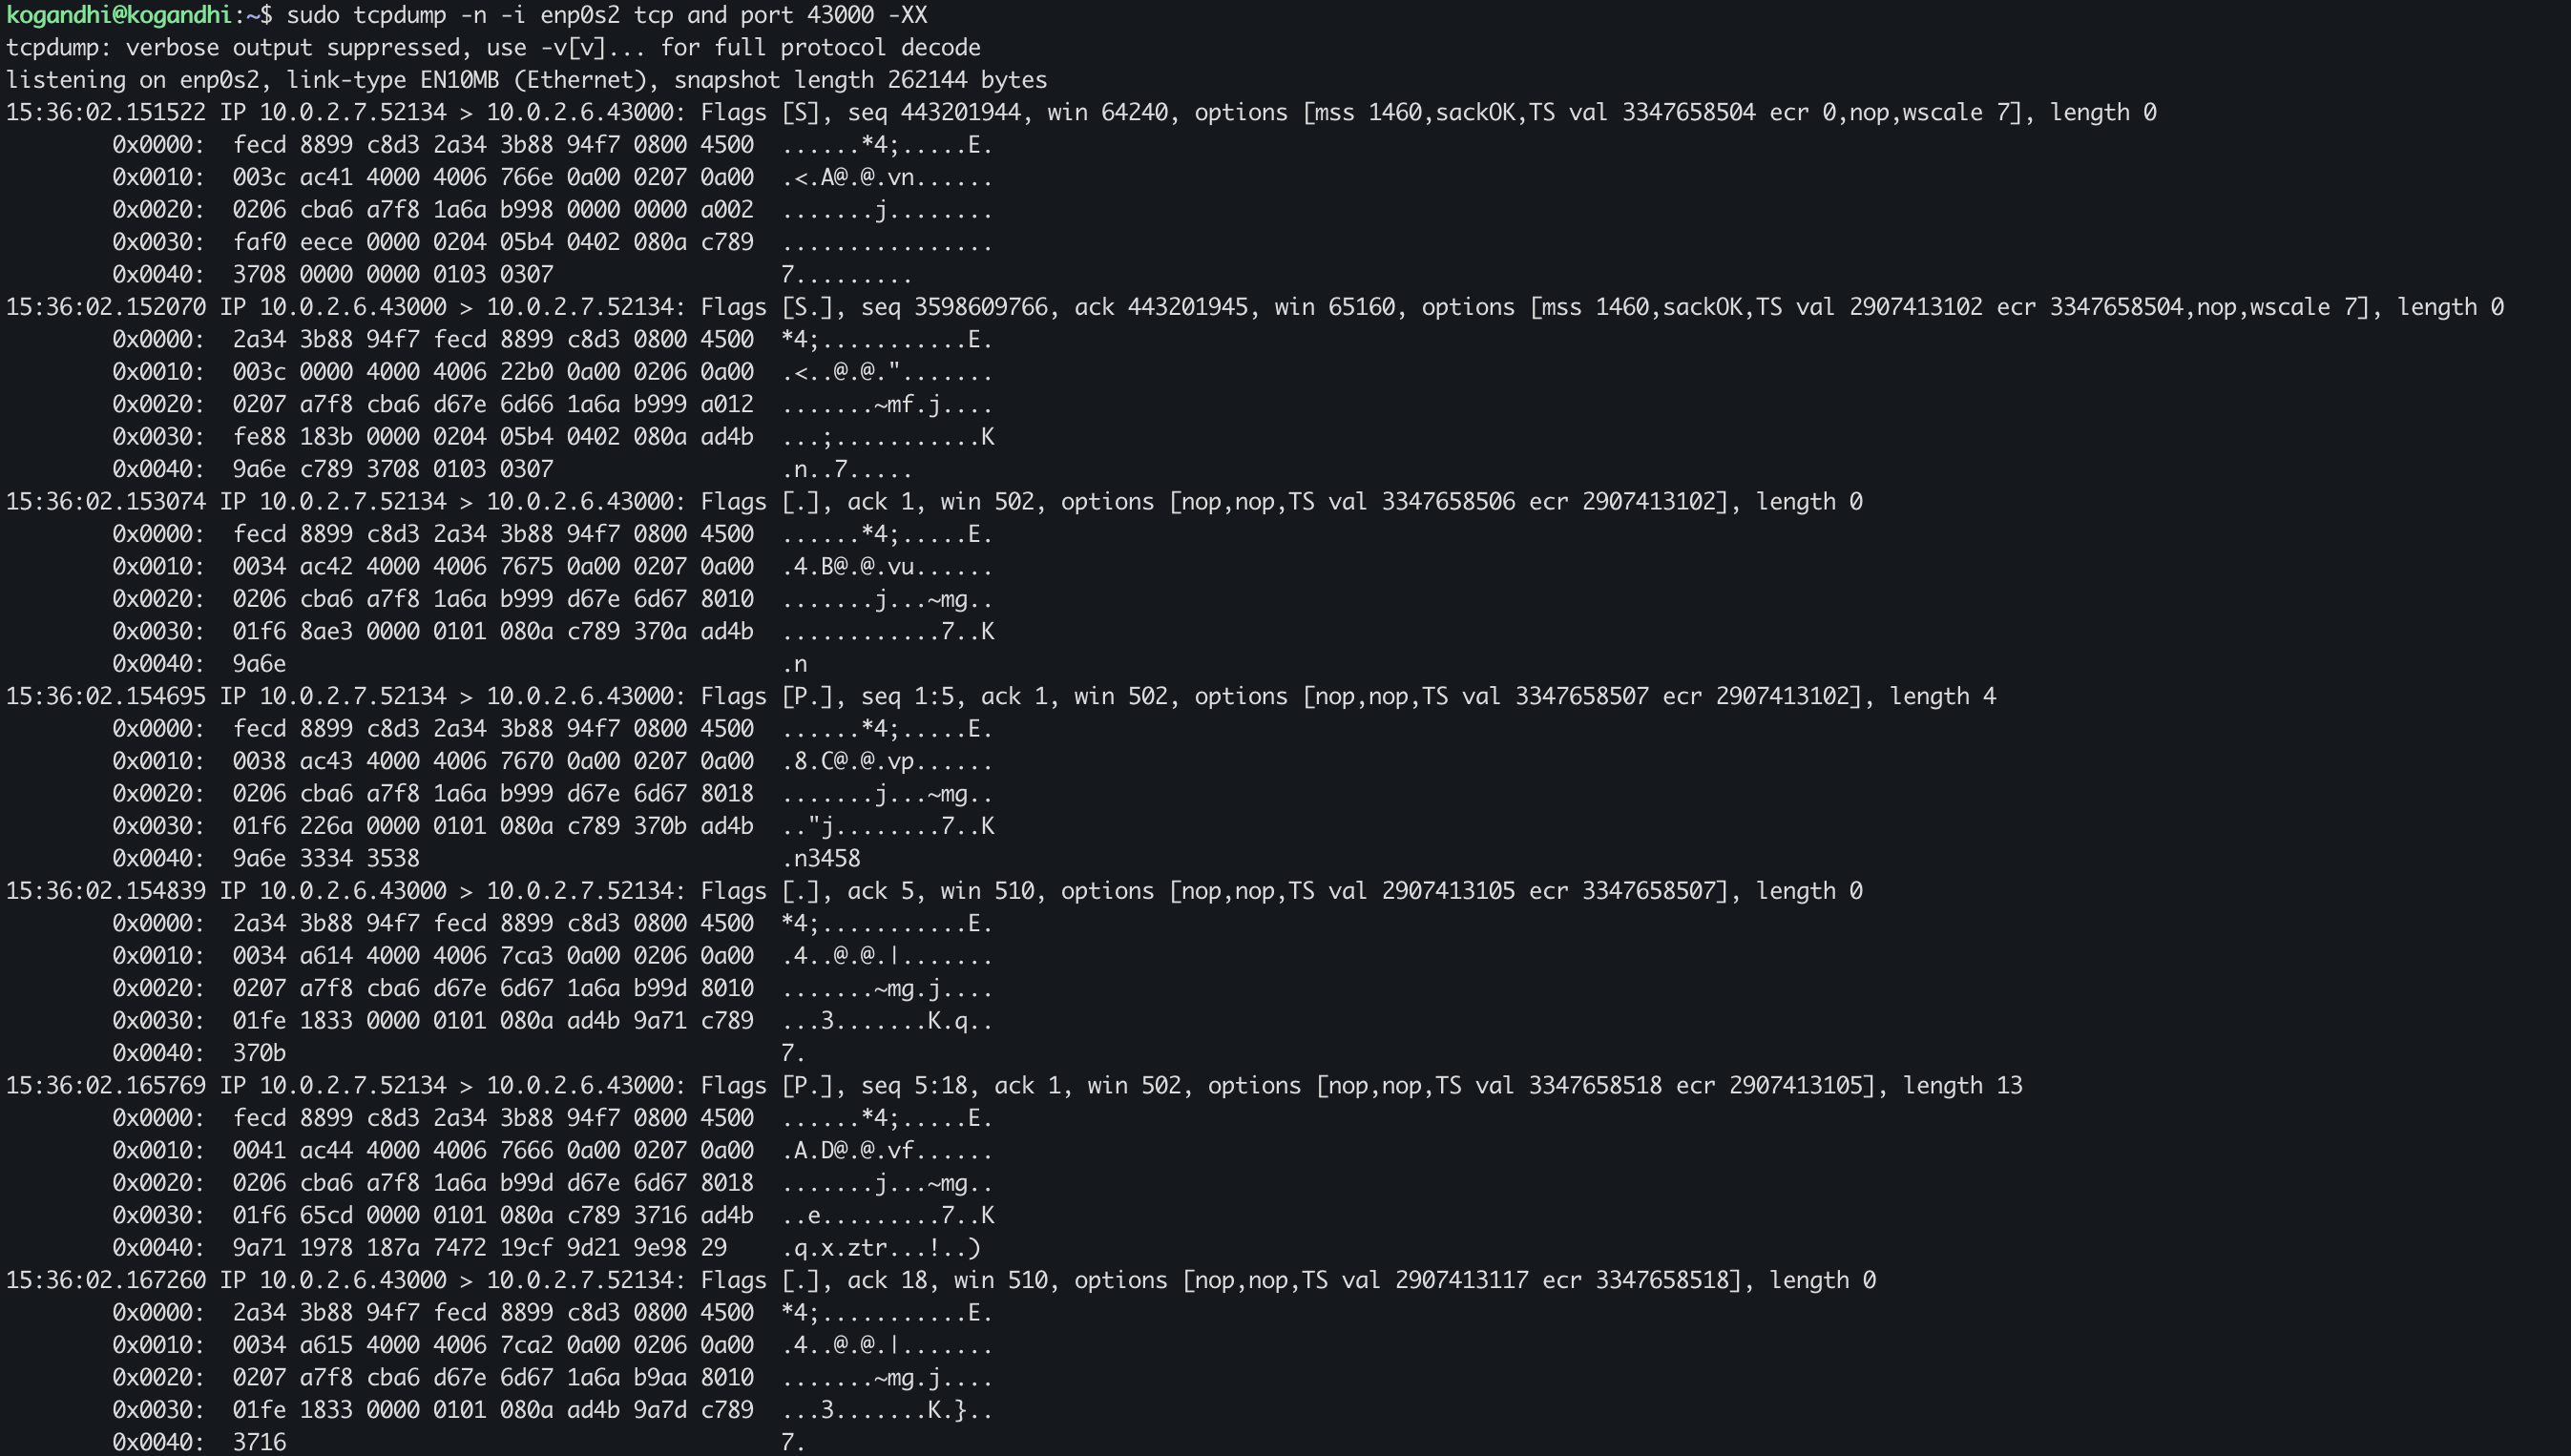 kogandhi@kogandhi:~$ sudo tcpdump -n -i enp0s2 tcp and port 43000 -XX
tcpdump: verbose output suppressed, use -v[v]... for full protocol decode
listening on enp0s2, link-type EN10MB (Ethernet), snapshot length 262144 bytes
15:36:02.151522 IP 10.0.2.7.52134 > 10.0.2.6.43000: Flags [S], seq 443201944, win 64240, options [mss 1460,sackOK,TS val 3347658504 ecr 0,nop,wscale 7], length 0
0x0000:  fecd 8899 c8d3 2a34 3b88 94f7 0800 4500  ......*4;.....E.
0x0010:  003c ac41 4000 4006 766e 0a00 0207 0a00  .<.A@.@.vn......
0x0020:  0206 cba6 a7f8 1a6a b998 0000 0000 a002  .......j........
0x0030:  faf0 eece 0000 0204 05b4 0402 080a c789  ................
0x0040:  3708 0000 0000 0103 0307                 7.........
15:36:02.152070 IP 10.0.2.6.43000 > 10.0.2.7.52134: Flags [S.], seq 3598609766, ack 443201945, win 65160, options [mss 1460,sackOK,TS val 2907413102 ecr 3347658504,nop,wscale 7], length 0
0x0000:  2a34 3b88 94f7 fecd 8899 c8d3 0800 4500  *4;...........E.
0x0010:  003c 0000 4000 4006 22b0 0a00 0206 0a00  .<..@.@.".......
0x0020:  0207 a7f8 cba6 d67e 6d66 1a6a b999 a012  .......~mf.j....
0x0030:  fe88 183b 0000 0204 05b4 0402 080a ad4b  ...;...........K
0x0040:  9a6e c789 3708 0103 0307                 .n..7.....
15:36:02.153074 IP 10.0.2.7.52134 > 10.0.2.6.43000: Flags [.], ack 1, win 502, options [nop,nop,TS val 3347658506 ecr 2907413102], length 0
0x0000:  fecd 8899 c8d3 2a34 3b88 94f7 0800 4500  ......*4;.....E.
0x0010:  0034 ac42 4000 4006 7675 0a00 0207 0a00  .4.B@.@.vu......
0x0020:  0206 cba6 a7f8 1a6a b999 d67e 6d67 8010  .......j...~mg..
0x0030:  01f6 8ae3 0000 0101 080a c789 370a ad4b  ............7..K
0x0040:  9a6e                                     .n
15:36:02.154695 IP 10.0.2.7.52134 > 10.0.2.6.43000: Flags [P.], seq 1:5, ack 1, win 502, options [nop,nop,TS val 3347658507 ecr 2907413102], length 4
0x0000:  fecd 8899 c8d3 2a34 3b88 94f7 0800 4500  ......*4;.....E.
0x0010:  0038 ac43 4000 4006 7670 0a00 0207 0a00  .8.C@.@.vp......
0x0020:  0206 cba6 a7f8 1a6a b999 d67e 6d67 8018  .......j...~mg..
0x0030:  01f6 226a 0000 0101 080a c789 370b ad4b  .."j........7..K
0x0040:  9a6e 3334 3538                           .n3458
15:36:02.154839 IP 10.0.2.6.43000 > 10.0.2.7.52134: Flags [.], ack 5, win 510, options [nop,nop,TS val 2907413105 ecr 3347658507], length 0
0x0000:  2a34 3b88 94f7 fecd 8899 c8d3 0800 4500  *4;...........E.
0x0010:  0034 a614 4000 4006 7ca3 0a00 0206 0a00  .4..@.@.|.......
0x0020:  0207 a7f8 cba6 d67e 6d67 1a6a b99d 8010  .......~mg.j....
0x0030:  01fe 1833 0000 0101 080a ad4b 9a71 c789  ...3.......K.q..
0x0040:  370b                                     7.
15:36:02.165769 IP 10.0.2.7.52134 > 10.0.2.6.43000: Flags [P.], seq 5:18, ack 1, win 502, options [nop,nop,TS val 3347658518 ecr 2907413105], length 13
0x0000:  fecd 8899 c8d3 2a34 3b88 94f7 0800 4500  ......*4;.....E.
0x0010:  0041 ac44 4000 4006 7666 0a00 0207 0a00  .A.D@.@.vf......
0x0020:  0206 cba6 a7f8 1a6a b99d d67e 6d67 8018  .......j...~mg..
0x0030:  01f6 65cd 0000 0101 080a c789 3716 ad4b  ..e.........7..K
0x0040:  9a71 1978 187a 7472 19cf 9d21 9e98 29    .q.x.ztr...!..)
15:36:02.167260 IP 10.0.2.6.43000 > 10.0.2.7.52134: Flags [.], ack 18, win 510, options [nop,nop,TS val 2907413117 ecr 3347658518], length 0
0x0000:  2a34 3b88 94f7 fecd 8899 c8d3 0800 4500  *4;...........E.
0x0010:  0034 a615 4000 4006 7ca2 0a00 0206 0a00  .4..@.@.|.......
0x0020:  0207 a7f8 cba6 d67e 6d67 1a6a b9aa 8010  .......~mg.j....
0x0030:  01fe 1833 0000 0101 080a ad4b 9a7d c789  ...3.......K.}..
0x0040:  3716                                     7.